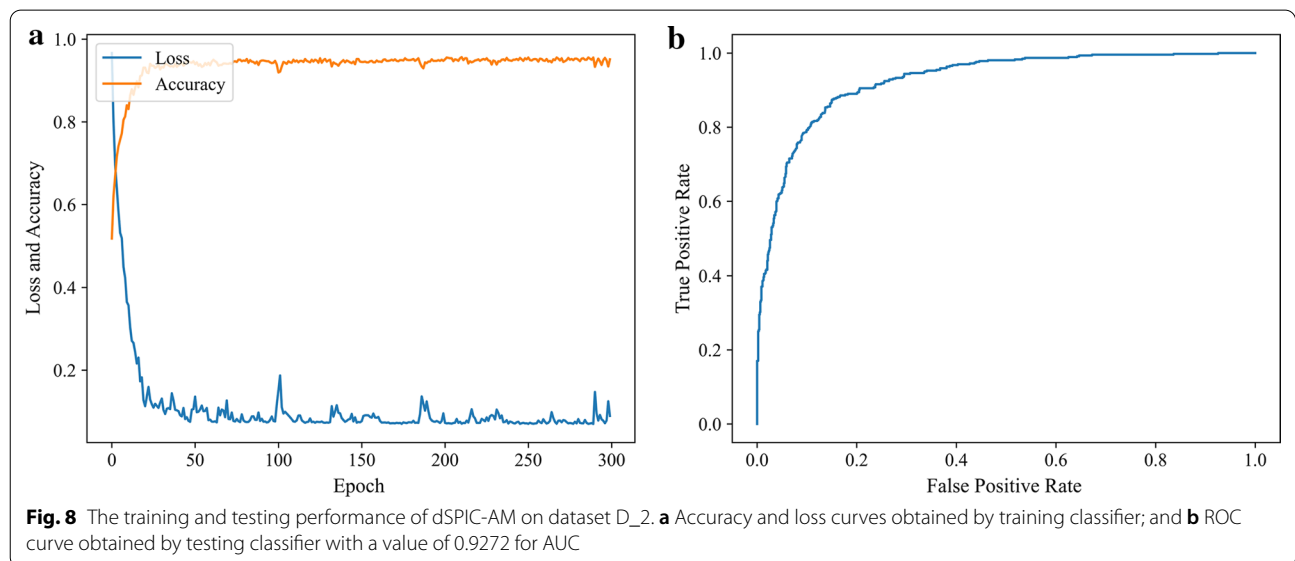 a
1.0
0.8
0.6
0.4
0.2
Loss and Accuracy
Loss
Accuracy
0 50 100 150 200 250 300
Epoch
b
1.0
0.8
0.6
0.4
0.2
0.0
True Positive Rate
0.0 0.2 0.4 0.6 0.8 1.0
False Positive Rate
Fig. 8 The training and testing performance of dSPIC-AM on dataset D_2. a Accuracy and loss curves obtained by training classifier; and b ROC
curve obtained by testing classifier with a value of 0.9272 for AUC